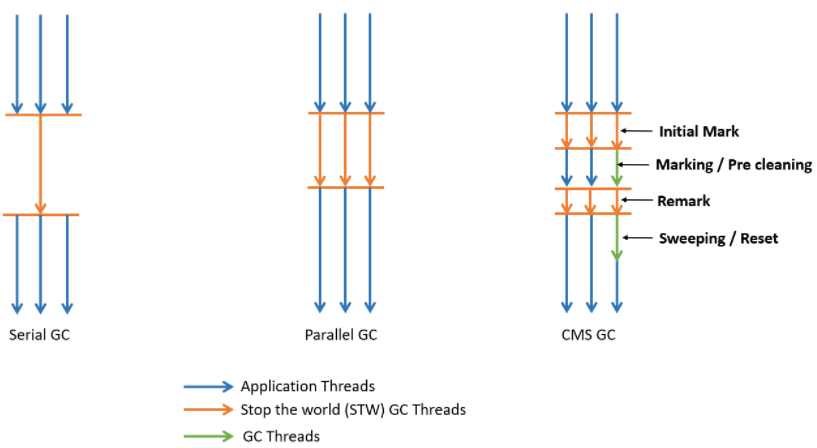 Initial Mark
Marking / Pre cleaning
Remark
Sweeping / Reset
Serial GC
Parallel GC
CMS GC
Application Threads
Stop the world (STW) GC Threads
GC Threads